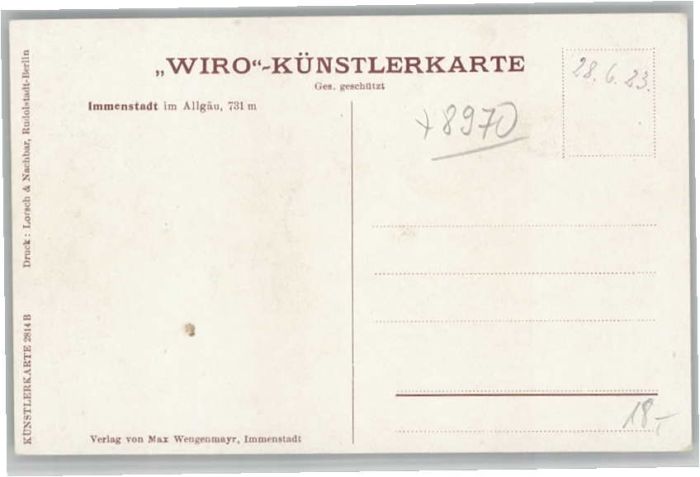 „WIRO“-KÜNSTLERKARTE
Ges. geschützt
28.6.23.
Immenstadt im Allgäu, 731 m
+8970
18,-
Verlag von Max Wengenmayr, Immenstadt
KÜNSTLERKARTE 2814 B Druck: Lorsch & Nachbar, Rudolstadt-Berlin